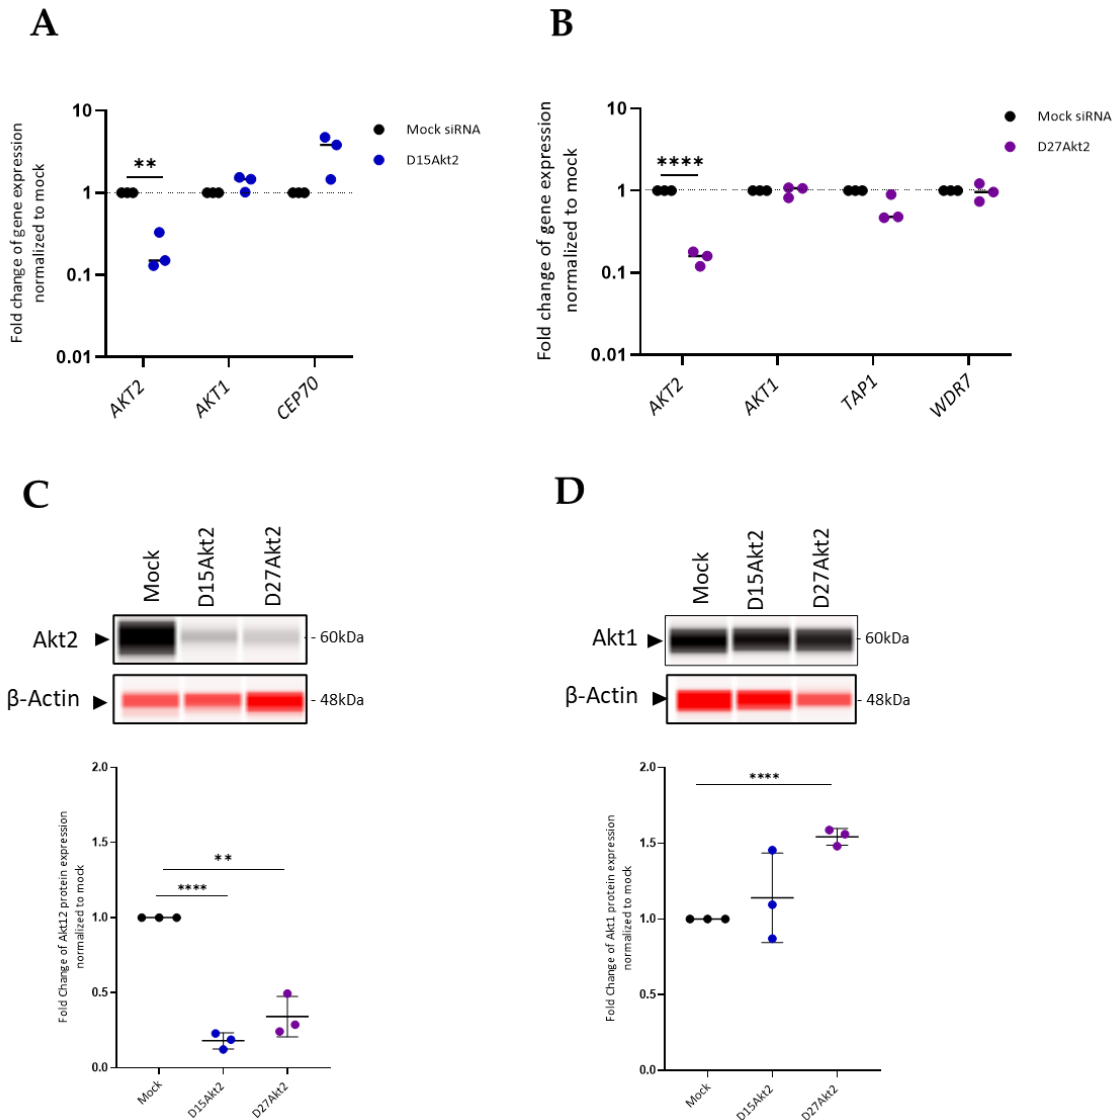 A
Fold change of gene expression
normalized to mock
10
1
0.1
0.01
**
AKT2
AKT1
CEP70
Mock siRNA
D15Akt2
B
Fold change of gene expression
normalized to mock
10
1
0.1
0.01
****
AKT2
AKT1
TAP1
WDR7
Mock siRNA
D27Akt2
C
Mock
D15Akt2
D27Akt2
Akt2
- - 60kDa
β-Actin
- 48kDa
Fold Change of Akt12 protein expression
normalized to mock
2.0
1.5
1.0
0.5
0.0
**
****
Mock
D15Akt2
D27Akt2
D
Mock
D15Akt2
D27Akt2
Akt1
- 60kDa
β-Actin
- 48kDa
Fold Change of Akt1 protein expression
normalized to mock
2.0
1.5
1.0
0.5
0.0
****
Mock
D15Akt2
D27Akt2